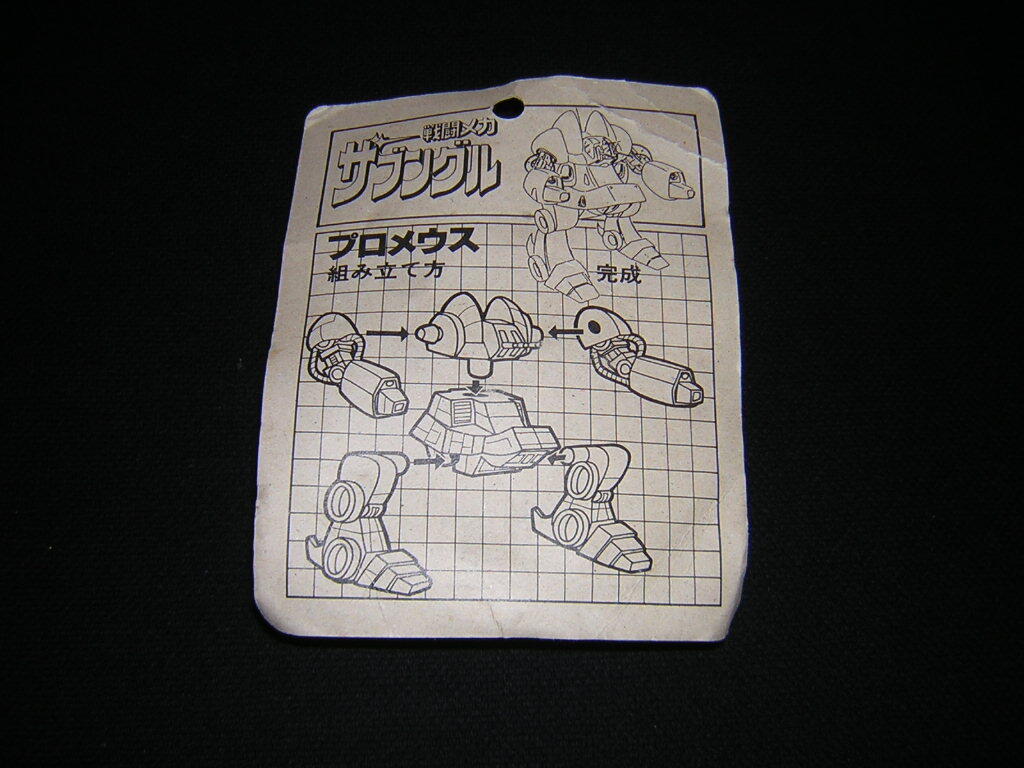 戦闘メカ
ザブングル
プロメウス
組み立て方
完成